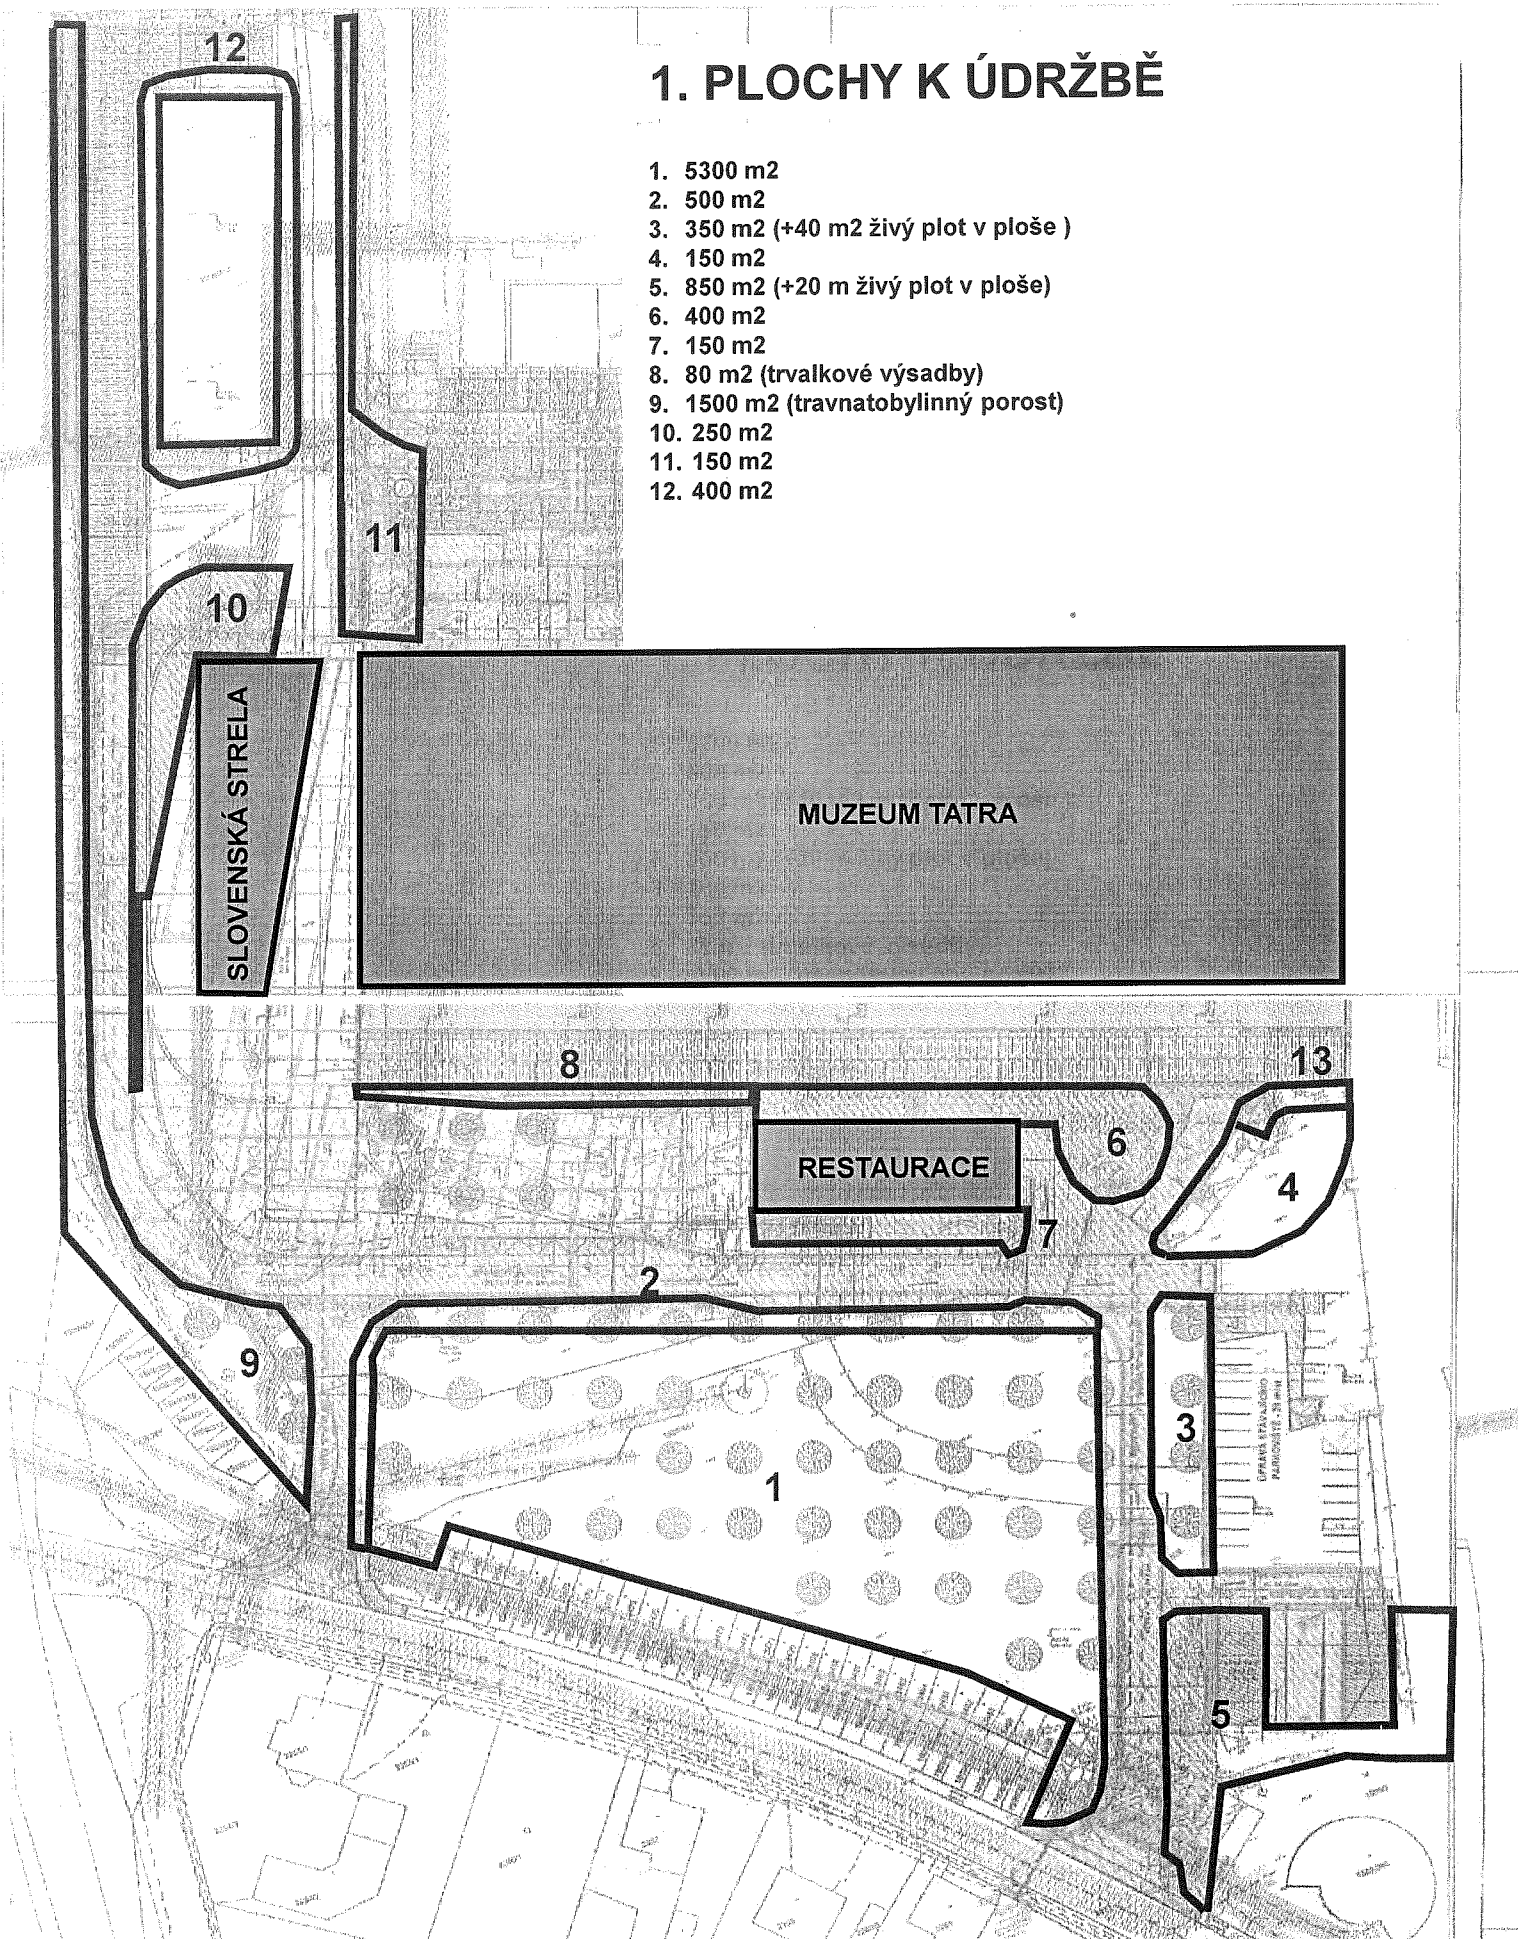 12
1. PLOCHY K ÚDRŽBĚ
1. 5300 m2
2. 500 m2
3. 350 m2 (+40 m2 živý plot v ploše )
4. 150 m2
5. 850 m2 (+20 m živý plot v ploše)
6. 400 m2
7. 150 m2
8. 80 m2 (trvalkové výsadby)
9. 1500 m2 (travnatobylinný porost)
10. 250 m2
11. 150 m2
12. 400 m2
11
10
SLOVENSKÁ STRELA
MUZEUM TATRA
8
13
6
RESTAURACE
4
7
2
9
3
ÚPRAVA STÁVAJÍCÍHO
1
5